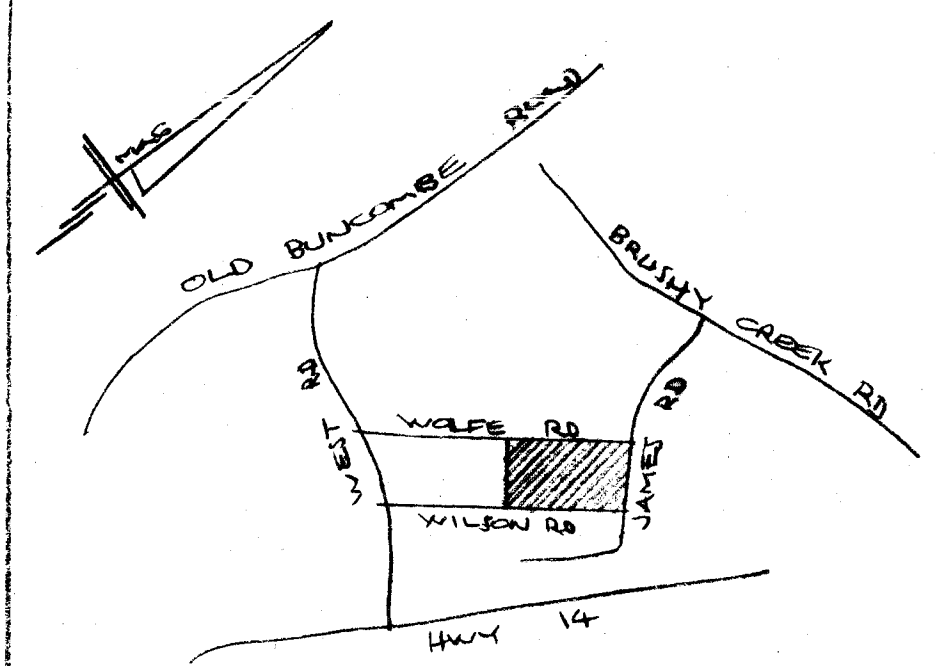 MAG
OLD BUNCOMBE ROAD
BRUSHY CREEK RD
WEST RD
JAMES RD
WOLFE RD
WILSON RD
HWY 14